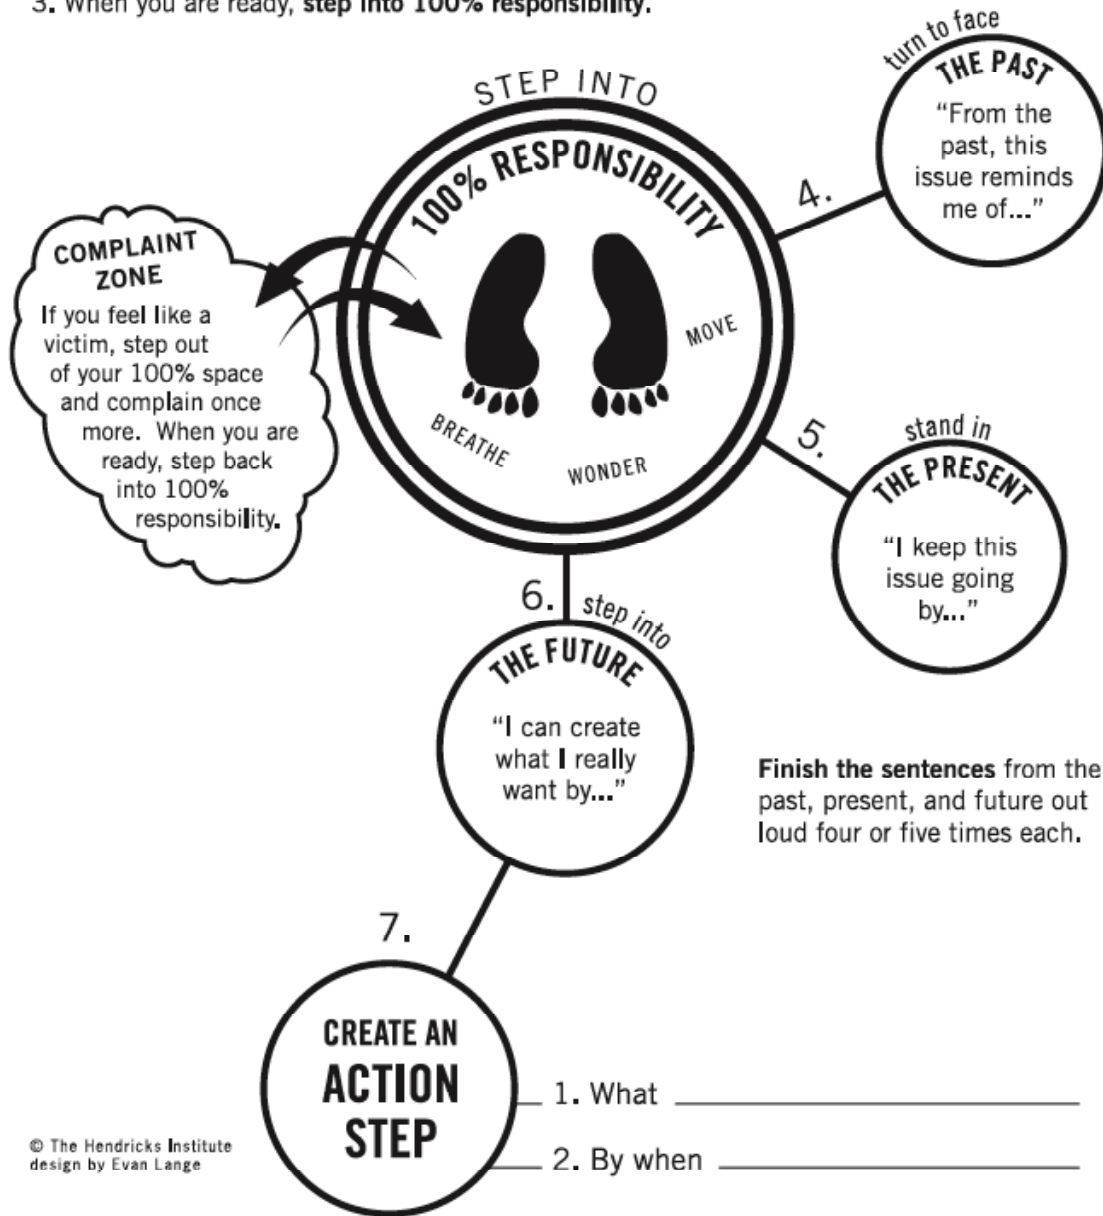 3. When you are ready, step into 100% responsibility.
STEP INTO
100% RESPONSIBILITY
MOVE
BREATHE
WONDER
COMPLAINT
ZONE
If you feel like a
victim, step out
of your 100% space
and complain once
more. When you are
ready, step back
into 100%
responsibility.
4.
turn to face
THE PAST
“From the
past, this
issue reminds
me of...”
5.
stand in
THE PRESENT
“I keep this
issue going
by...”
6.
step into
THE FUTURE
“I can create
what I really
want by...”
Finish the sentences from the
past, present, and future out
loud four or five times each.
7.
CREATE AN
ACTION
STEP
1. What
2. By when
© The Hendricks Institute
design by Evan Lange